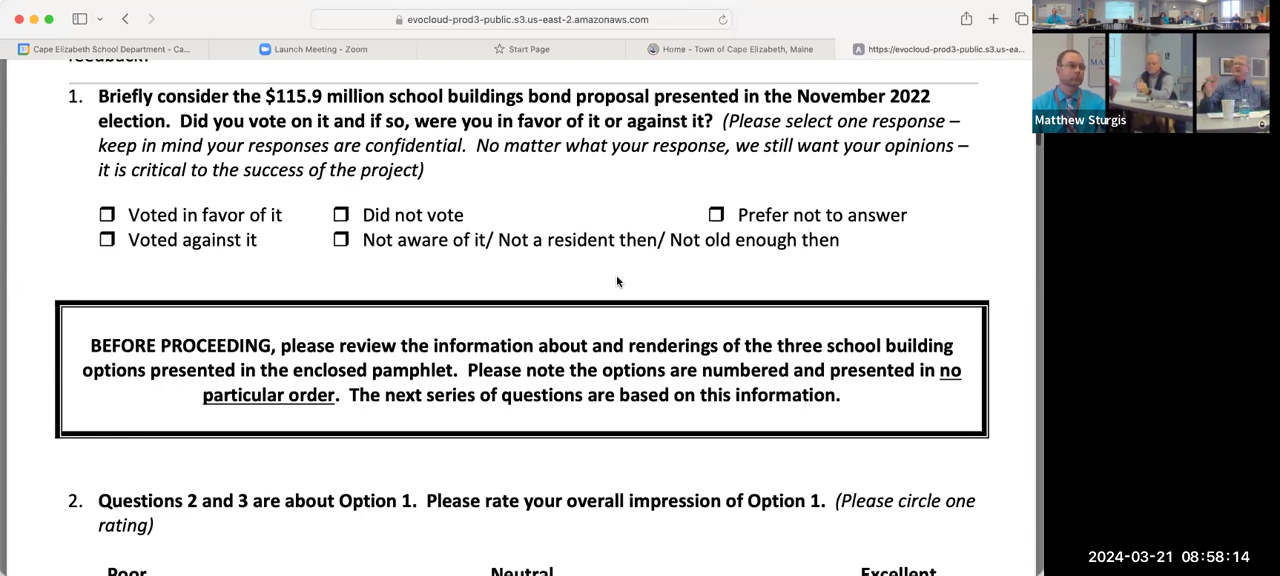 evocloud-prod3-public.s3.us-east-2.amazonaws.com
Cape Elizabeth School Department - Ca...
Launch Meeting - Zoom
Start Page
Home - Town of Cape Elizabeth, Maine
https://evocloud-prod3-public.s3.us-ea...
feedback.
1. Briefly consider the $115.9 million school buildings bond proposal presented in the November 2022
election. Did you vote on it and if so, were you in favor of it or against it? (Please select one response –
keep in mind your responses are confidential. No matter what your response, we still want your opinions –
it is critical to the success of the project)
❒ Voted in favor of it ❒ Did not vote ❒ Prefer not to answer
❒ Voted against it ❒ Not aware of it/ Not a resident then/ Not old enough then
BEFORE PROCEEDING, please review the information about and renderings of the three school building
options presented in the enclosed pamphlet. Please note the options are numbered and presented in no
particular order. The next series of questions are based on this information.
2. Questions 2 and 3 are about Option 1. Please rate your overall impression of Option 1. (Please circle one
rating)
Poor Neutral Excellent
Matthew Sturgis
2024-03-21 08:58:14